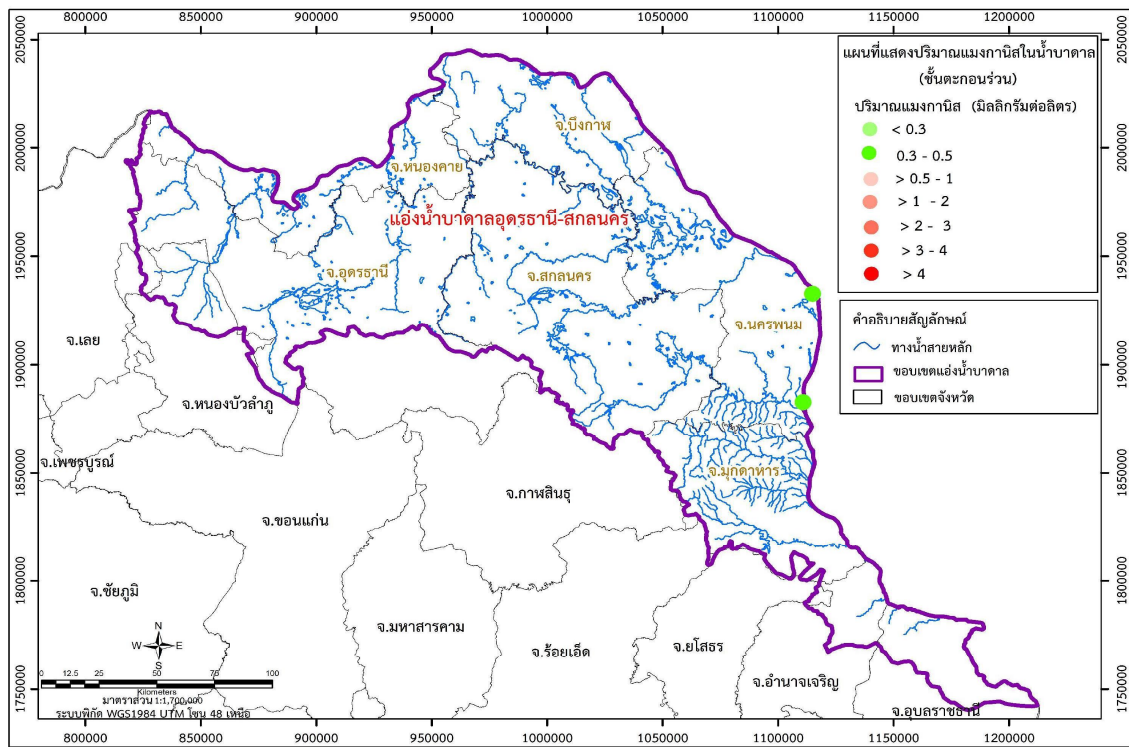 800000 850000 900000 950000 1000000 1050000 1100000 1150000 1200000
2050000 2050000
2000000 2000000
1950000 1950000
1900000 1900000
1850000 1850000
1800000 1800000
1750000 1750000
แผนที่แสดงปริมาณแมงกานิสในน้ำบาดาล
(ชั้นตะกอนร่วน)
ปริมาณแมงกานิส (มิลลิกรัมต่อลิตร)
< 0.3
0.3 - 0.5
> 0.5 - 1
> 1 - 2
> 2 - 3
> 3 - 4
> 4
คำอธิบายสัญลักษณ์
ทางน้ำสายหลัก
ขอบเขตแอ่งน้ำบาดาล
ขอบเขตจังหวัด
จ.บึงกาฬ
จ.หนองคาย
แอ่งน้ำบาดาลอุดรธานี-สกลนคร
จ.อุดรธานี
จ.สกลนคร
จ.นครพนม
จ.เลย
จ.หนองบัวลำภู
จ.เพชรบูรณ์
จ.มุกดาหาร
จ.กาฬสินธุ์
จ.ขอนแก่น
จ.ชัยภูมิ
จ.มหาสารคาม
จ.ร้อยเอ็ด
จ.ยโสธร
จ.อำนาจเจริญ
จ.อุบลราชธานี
N
W E
S
0 12.5 25 50 75 100
Kilometers
มาตราส่วน 1:1,700,000
ระบบพิกัด WGS1984 UTM โซน 48 เหนือ
800000 850000 900000 950000 1000000 1050000 1100000 1150000 1200000